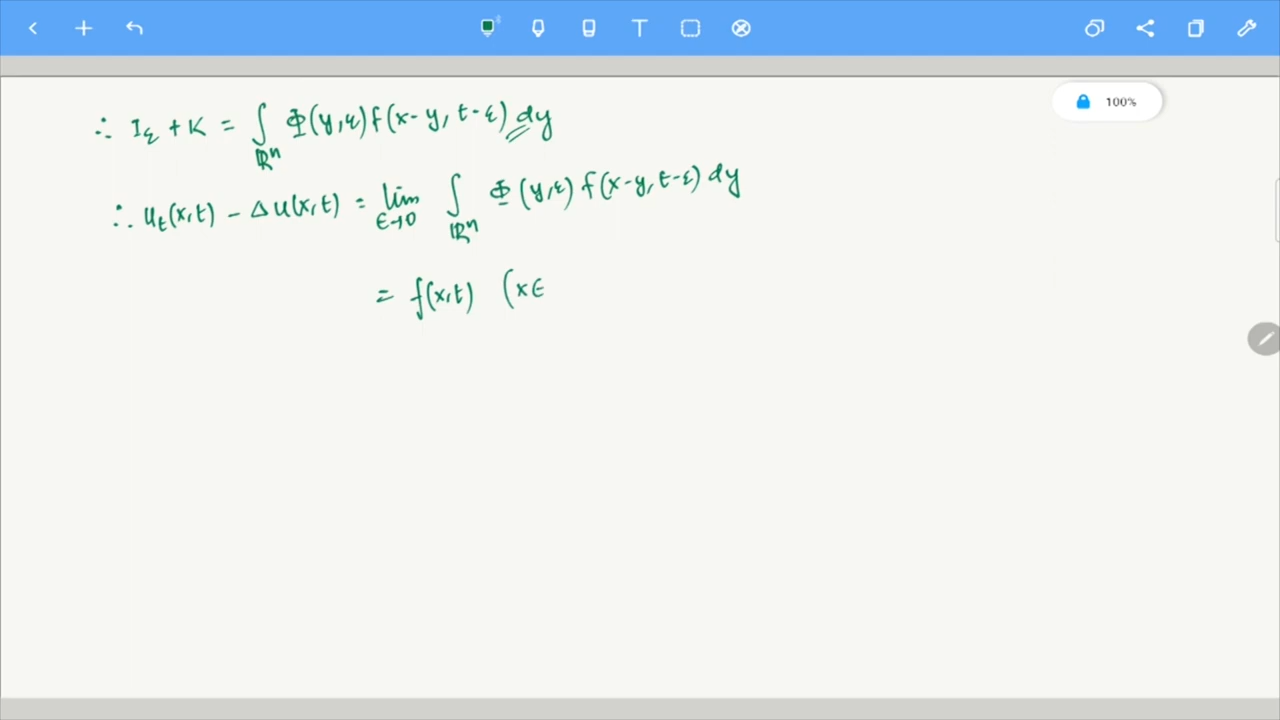 100%
∴ I_ε + K = ∫_{ℝⁿ} Φ(y,ε) f(x-y, t-ε) dy
∴ u_t(x,t) - Δu(x,t) = lim_{ε→0} ∫_{ℝⁿ} Φ(y,ε) f(x-y, t-ε) dy
= f(x,t) (x∈